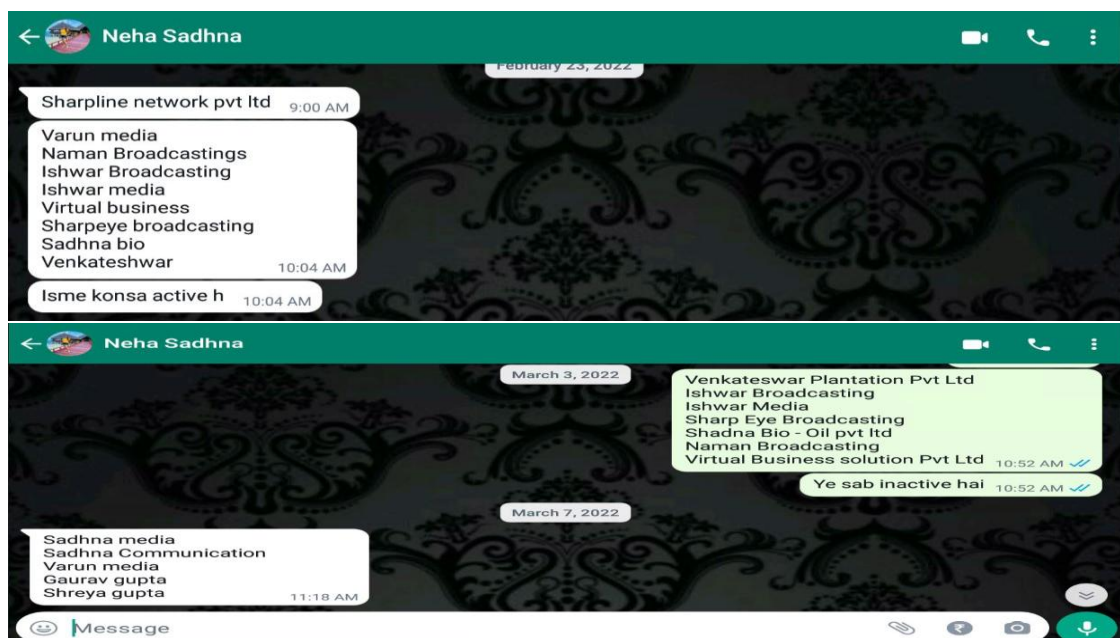 Neha Sadhna
February 23, 2022
Sharpline network pvt ltd 9:00 AM
Varun media
Naman Broadcastings
Ishwar Broadcasting
Ishwar media
Virtual business
Sharpeye broadcasting
Sadhna bio
Venkateshwar 10:04 AM
Isme konsa active h 10:04 AM
Neha Sadhna
March 3, 2022
Venkateswar Plantation Pvt Ltd
Ishwar Broadcasting
Ishwar Media
Sharp Eye Broadcasting
Shadna Bio - Oil pvt ltd
Naman Broadcasting
Virtual Business solution Pvt Ltd 10:52 AM
Ye sab inactive hai 10:52 AM
March 7, 2022
Sadhna media
Sadhna Communication
Varun media
Gaurav gupta
Shreya gupta 11:18 AM
Message